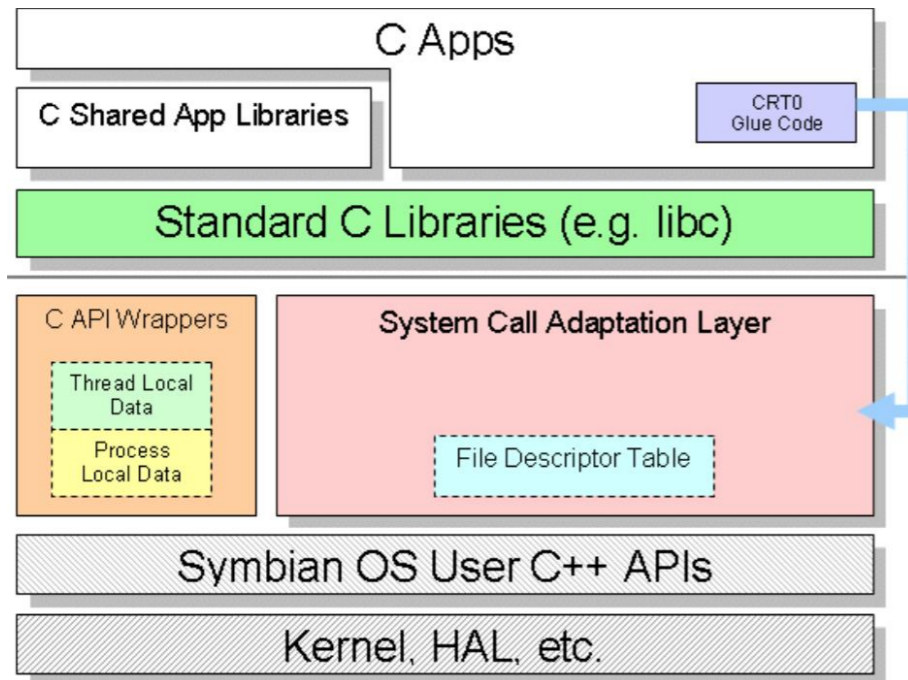 C Apps
C Shared App Libraries
CRT0
Glue Code
Standard C Libraries (e.g. libc)
C API Wrappers
Thread Local
Data
Process
Local Data
System Call Adaptation Layer
File Descriptor Table
Symbian OS User C++ APIs
Kernel, HAL, etc.